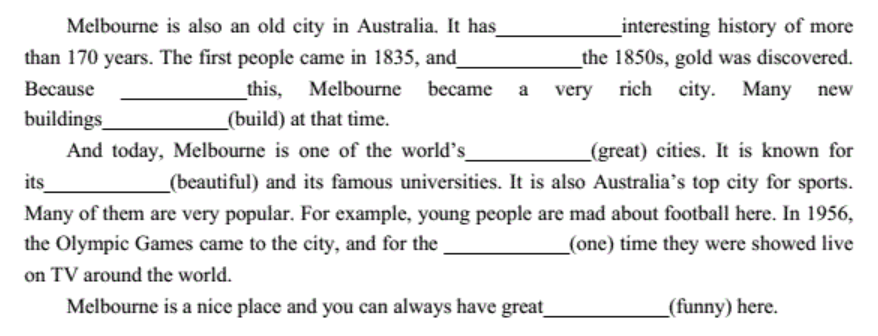 Melbourne is also an old city in Australia. It has____________interesting history of more
than 170 years. The first people came in 1835, and____________the 1850s, gold was discovered.
Because ____________this, Melbourne became a very rich city. Many new
buildings____________(build) at that time.
And today, Melbourne is one of the world's____________(great) cities. It is known for
its____________(beautiful) and its famous universities. It is also Australia's top city for sports.
Many of them are very popular. For example, young people are mad about football here. In 1956,
the Olympic Games came to the city, and for the ____________(one) time they were showed live
on TV around the world.
Melbourne is a nice place and you can always have great____________(funny) here.